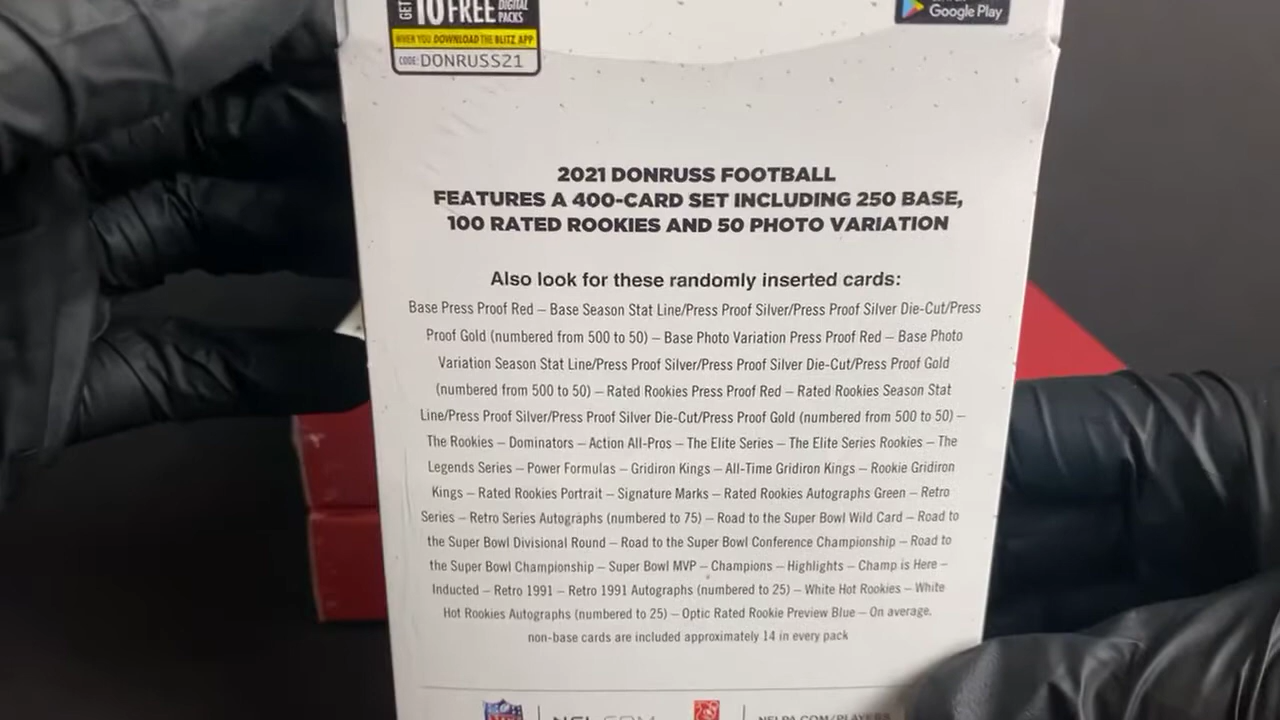 GET 10 FREE DIGITAL PACKS
WHEN YOU DOWNLOAD THE BLITZ APP
CODE: DONRUSS21
Google Play
2021 DONRUSS FOOTBALL
FEATURES A 400-CARD SET INCLUDING 250 BASE,
100 RATED ROOKIES AND 50 PHOTO VARIATION
Also look for these randomly inserted cards:
Base Press Proof Red – Base Season Stat Line/Press Proof Silver/Press Proof Silver Die-Cut/Press
Proof Gold (numbered from 500 to 50) – Base Photo Variation Press Proof Red – Base Photo
Variation Season Stat Line/Press Proof Silver/Press Proof Silver Die-Cut/Press Proof Gold
(numbered from 500 to 50) – Rated Rookies Press Proof Red – Rated Rookies Season Stat
Line/Press Proof Silver/Press Proof Silver Die-Cut/Press Proof Gold (numbered from 500 to 50) –
The Rookies – Dominators – Action All-Pros – The Elite Series – The Elite Series Rookies – The
Legends Series – Power Formulas – Gridiron Kings – All-Time Gridiron Kings – Rookie Gridiron
Kings – Rated Rookies Portrait – Signature Marks – Rated Rookies Autographs Green – Retro
Series – Retro Series Autographs (numbered to 75) – Road to the Super Bowl Wild Card – Road to
the Super Bowl Divisional Round – Road to the Super Bowl Conference Championship – Road to
the Super Bowl Championship – Super Bowl MVP – Champions – Highlights – Champ is Here –
Inducted – Retro 1991 – Retro 1991 Autographs (numbered to 25) – White Hot Rookies – White
Hot Rookies Autographs (numbered to 25) – Optic Rated Rookie Preview Blue – On average,
non-base cards are included approximately 14 in every pack
NFL NFL.COM NFLPA.COM/PLAYERS